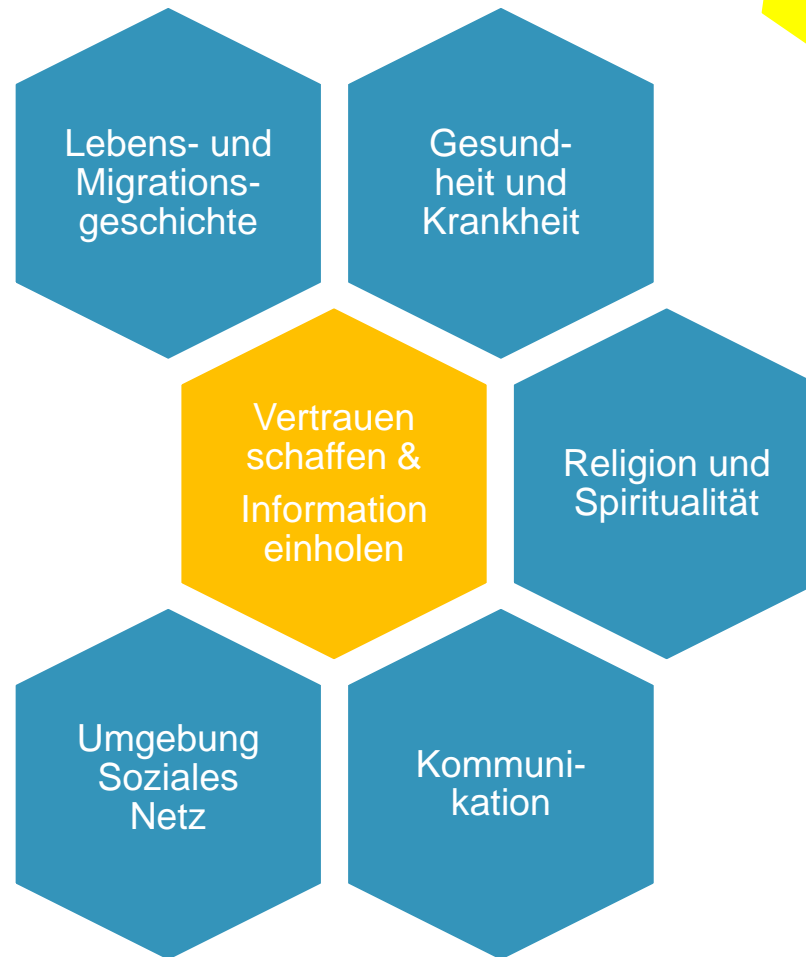 Lebens- und
Migrations-
geschichte
Gesund-
heit und
Krankheit
Vertrauen
schaffen &
Information
einholen
Religion und
Spiritualität
Umgebung
Soziales
Netz
Kommuni-
kation